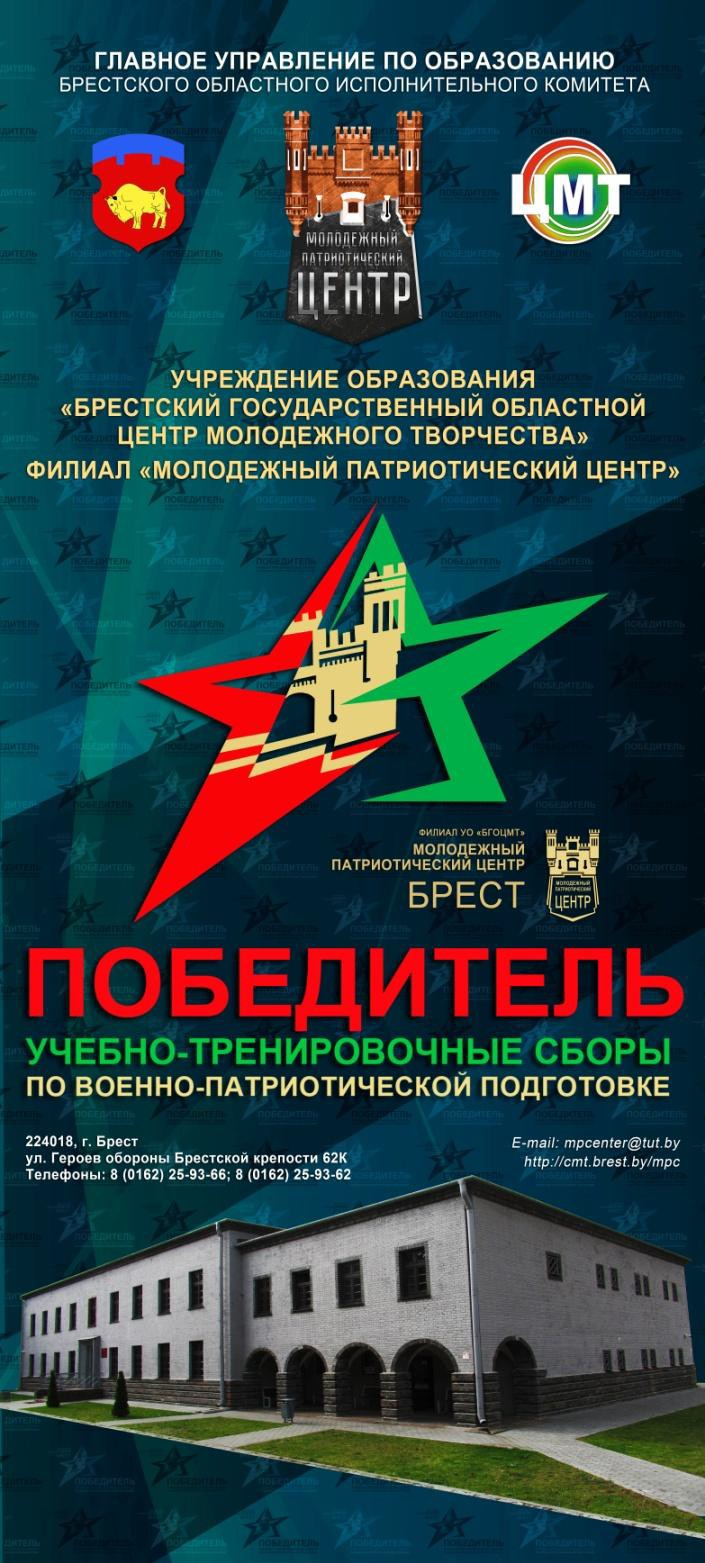 ГЛАВНОЕ УПРАВЛЕНИЕ ПО ОБРАЗОВАНИЮ
БРЕСТСКОГО ОБЛАСТНОГО ИСПОЛНИТЕЛЬНОГО КОМИТЕТА
МОЛОДЕЖНЫЙ
ПАТРИОТИЧЕСКИЙ
ЦЕНТР
ЦМТ
УЧРЕЖДЕНИЕ ОБРАЗОВАНИЯ
«БРЕСТСКИЙ ГОСУДАРСТВЕННЫЙ ОБЛАСТНОЙ
ЦЕНТР МОЛОДЕЖНОГО ТВОРЧЕСТВА»
ФИЛИАЛ «МОЛОДЕЖНЫЙ ПАТРИОТИЧЕСКИЙ ЦЕНТР»
ФИЛИАЛ УО «БГОЦМТ»
МОЛОДЕЖНЫЙ
ПАТРИОТИЧЕСКИЙ ЦЕНТР
БРЕСТ
МОЛОДЕЖНЫЙ
ПАТРИОТИЧЕСКИЙ
ЦЕНТР
ПОБЕДИТЕЛЬ
УЧЕБНО-ТРЕНИРОВОЧНЫЕ СБОРЫ
ПО ВОЕННО-ПАТРИОТИЧЕСКОЙ ПОДГОТОВКЕ
224018, г. Брест
ул. Героев обороны Брестской крепости 62К
Телефоны: 8 (0162) 25-93-66; 8 (0162) 25-93-62
E-mail: mpcenter@tut.by
http://cmt.brest.by/mpc